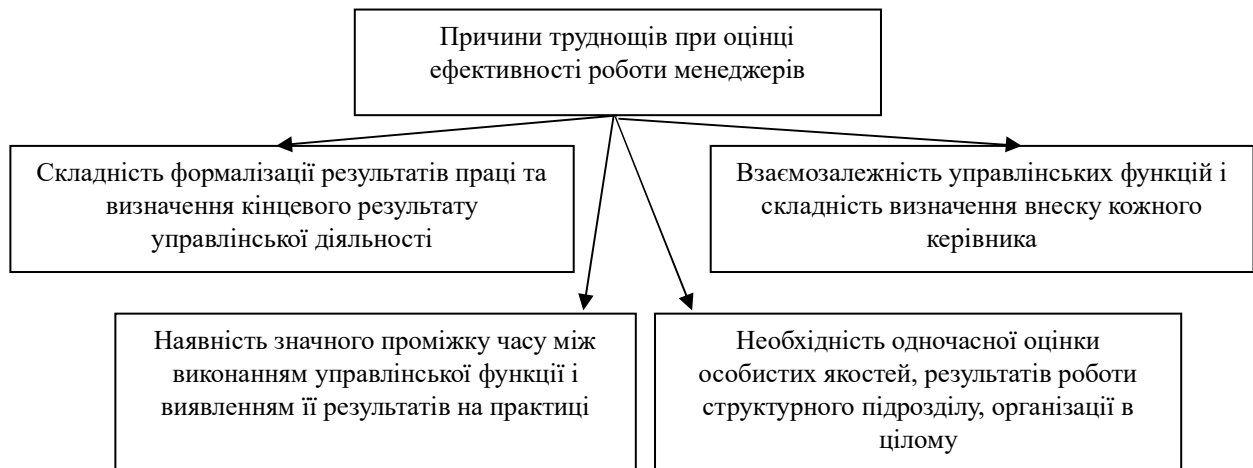 Причини труднощів при оцінці
ефективності роботи менеджерів
Складність формалізації результатів праці та
визначення кінцевого результату
управлінської діяльності
Взаємозалежність управлінських функцій і
складність визначення внеску кожного
керівника
Наявність значного проміжку часу між
виконанням управлінської функції і
виявленням її результатів на практиці
Необхідність одночасної оцінки
особистих якостей, результатів роботи
структурного підрозділу, організації в
цілому